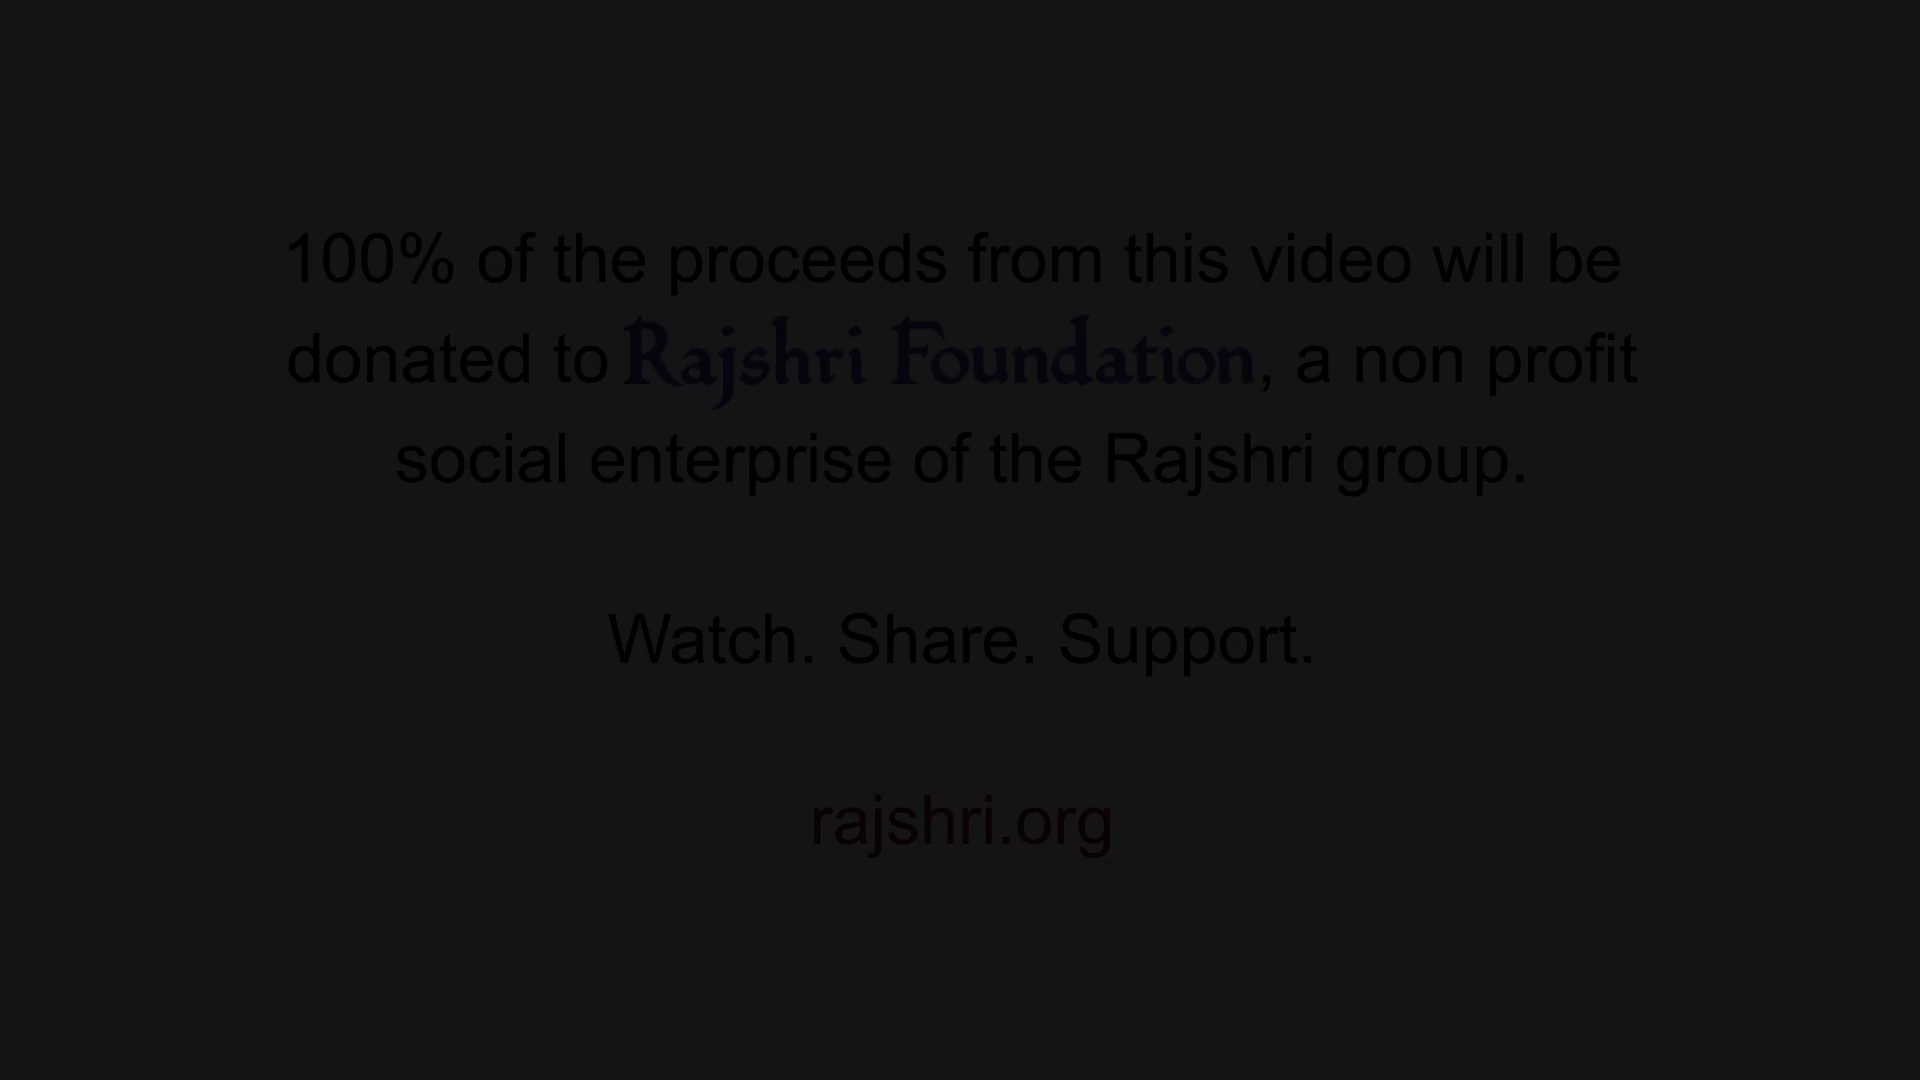 100% of the proceeds from this video will be
donated to Rajshri Foundation, a non profit
social enterprise of the Rajshri group.
Watch. Share. Support.
rajshri.org